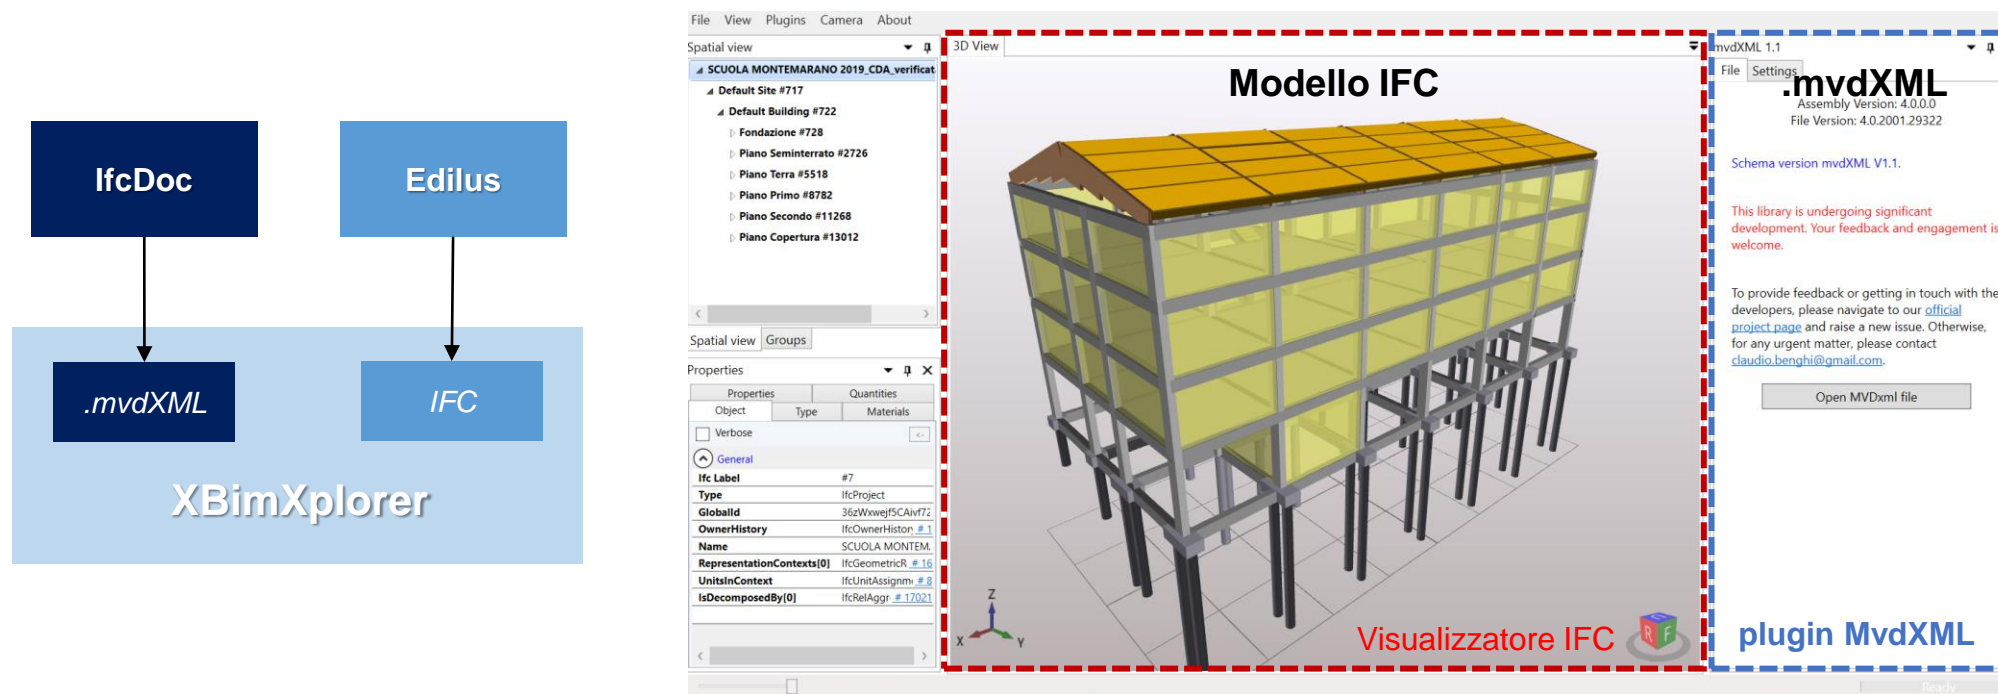 IfcDoc
Edilus
.mvdXML
IFC
XBimXplorer
File View Plugins Camera About
Spatial view
SCUOLA MONTEMARANO 2019_CDA_verificat
Default Site #717
Default Building #722
Fondazione #728
Piano Seminterrato #2726
Piano Terra #5518
Piano Primo #8782
Piano Secondo #11268
Piano Copertura #13012
Spatial view Groups
Properties
Properties Quantities
Object Type Materials
Verbose <-
General
Ifc Label #7
Type IfcProject
GlobalId 36zWxwejf5CAivf72
OwnerHistory IfcOwnerHistory # 1
Name SCUOLA MONTEM
RepresentationContexts[0] IfcGeometricR # 16
UnitsInContext IfcUnitAssignm # 8
IsDecomposedBy[0] IfcRelAggr # 17021
3D View
Modello IFC
Z
X
Y
R F
Visualizzatore IFC
mvdXML 1.1
File Settings
.mvdXML
Assembly Version: 4.0.0.0
File Version: 4.0.2001.29322
Schema version mvdXML V1.1.
This library is undergoing significant
development. Your feedback and engagement is
welcome.
To provide feedback or getting in touch with the
developers, please navigate to our official
project page and raise a new issue. Otherwise,
for any urgent matter, please contact
claudio.benghi@gmail.com.
Open MVDxml file
plugin MvdXML
Ready